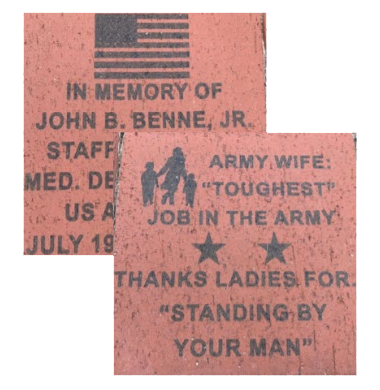 IN MEMORY OF
JOHN B. BENNE, JR.
STAFF
MED. DE
US A
JULY 19
ARMY WIFE:
"TOUGHEST"
JOB IN THE ARMY
THANKS LADIES FOR.
"STANDING BY
YOUR MAN"